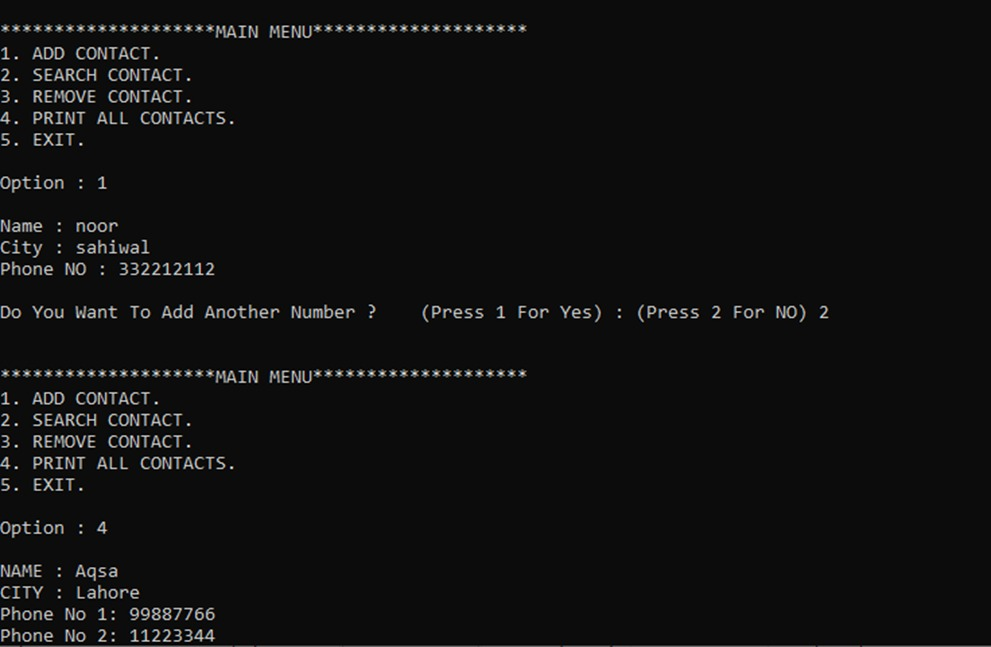 ********************MAIN MENU********************
1. ADD CONTACT.
2. SEARCH CONTACT.
3. REMOVE CONTACT.
4. PRINT ALL CONTACTS.
5. EXIT.
Option : 1
Name : noor
City : sahiwal
Phone NO : 332212112
Do You Want To Add Another Number ?    (Press 1 For Yes) : (Press 2 For NO) 2
********************MAIN MENU********************
1. ADD CONTACT.
2. SEARCH CONTACT.
3. REMOVE CONTACT.
4. PRINT ALL CONTACTS.
5. EXIT.
Option : 4
NAME : Aqsa
CITY : Lahore
Phone No 1: 99887766
Phone No 2: 11223344